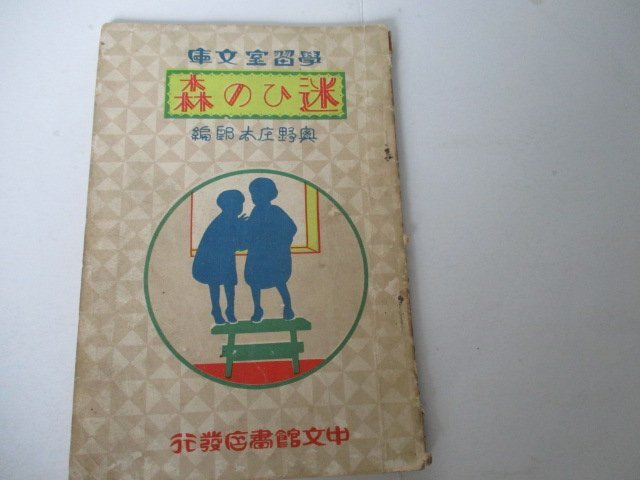 學習室文庫
迷ひの森
奥野庄太郎編
中文館書店發行